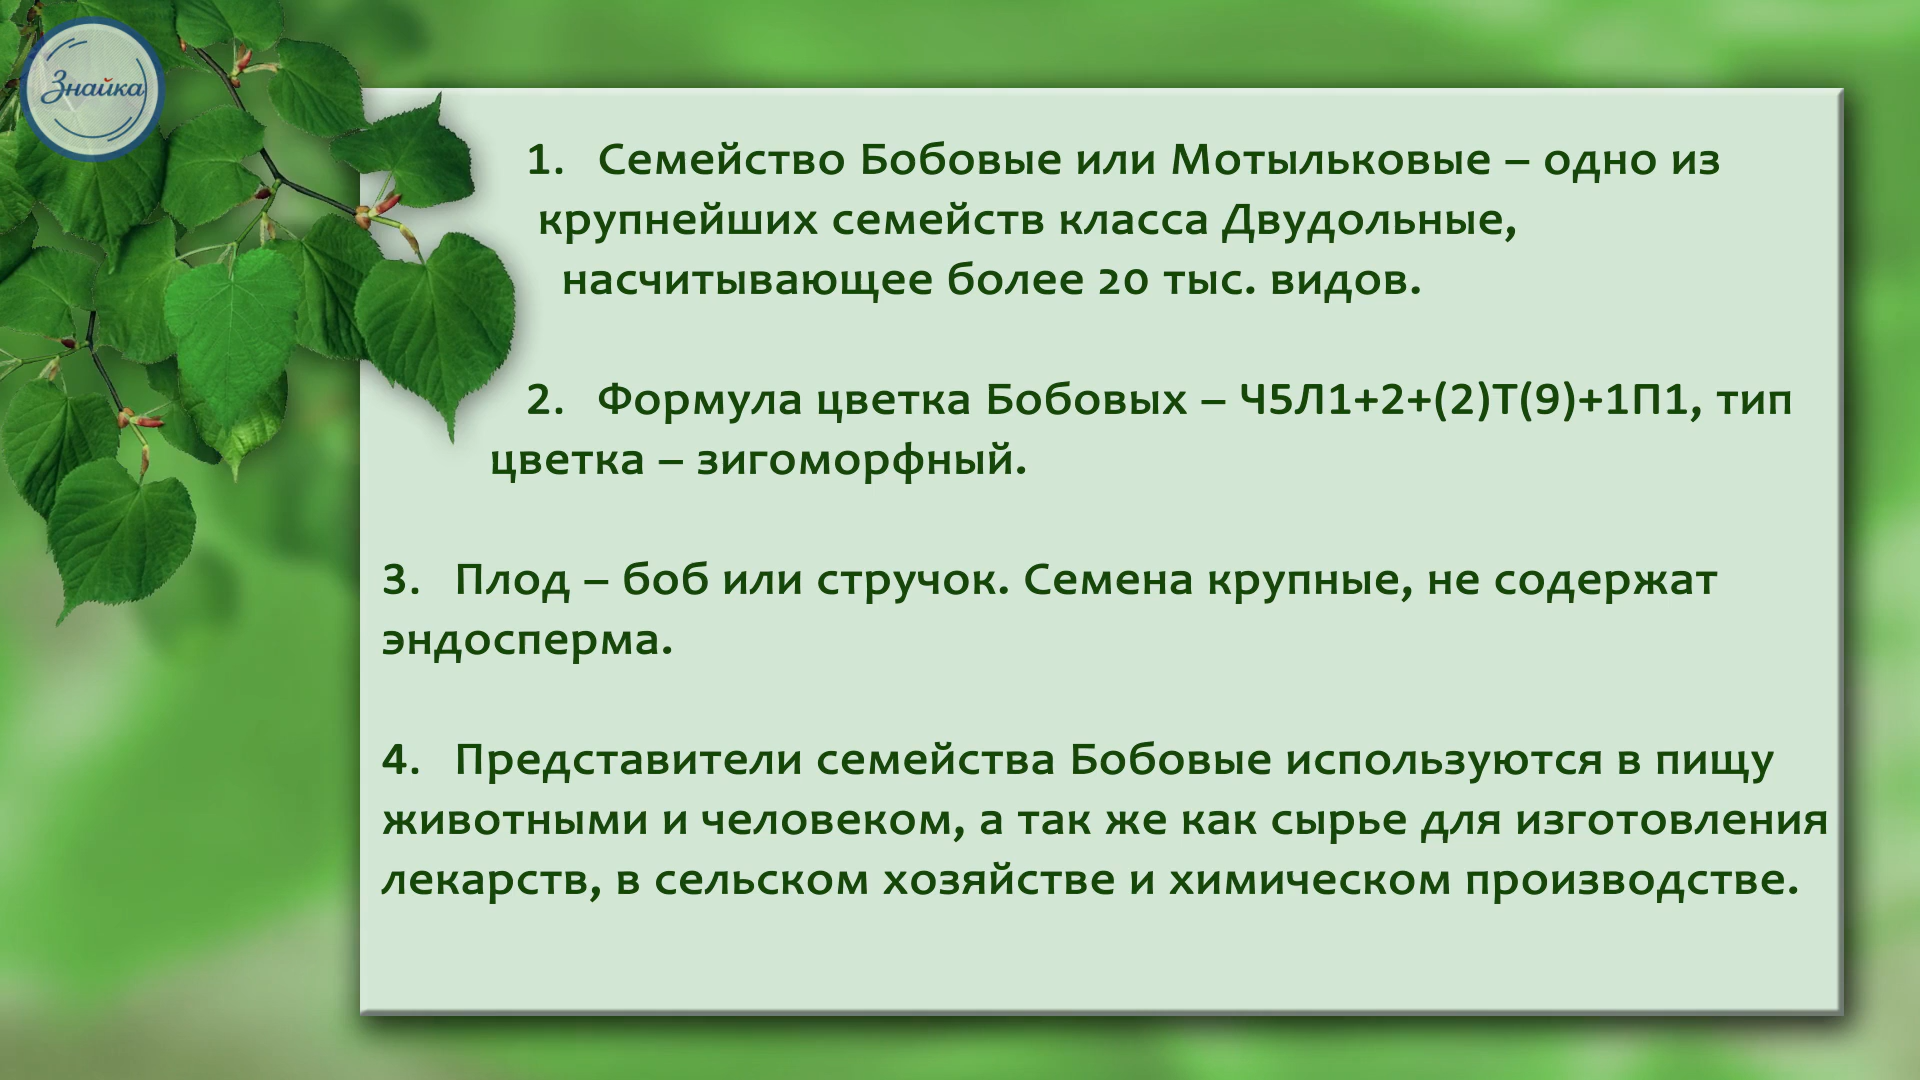 Знайка
1. Семейство Бобовые или Мотыльковые – одно из
крупнейших семейств класса Двудольные,
насчитывающее более 20 тыс. видов.
2. Формула цветка Бобовых – Ч5Л1+2+(2)Т(9)+1П1, тип
цветка – зигоморфный.
3. Плод – боб или стручок. Семена крупные, не содержат
эндосперма.
4. Представители семейства Бобовые используются в пищу
животными и человеком, а так же как сырье для изготовления
лекарств, в сельском хозяйстве и химическом производстве.